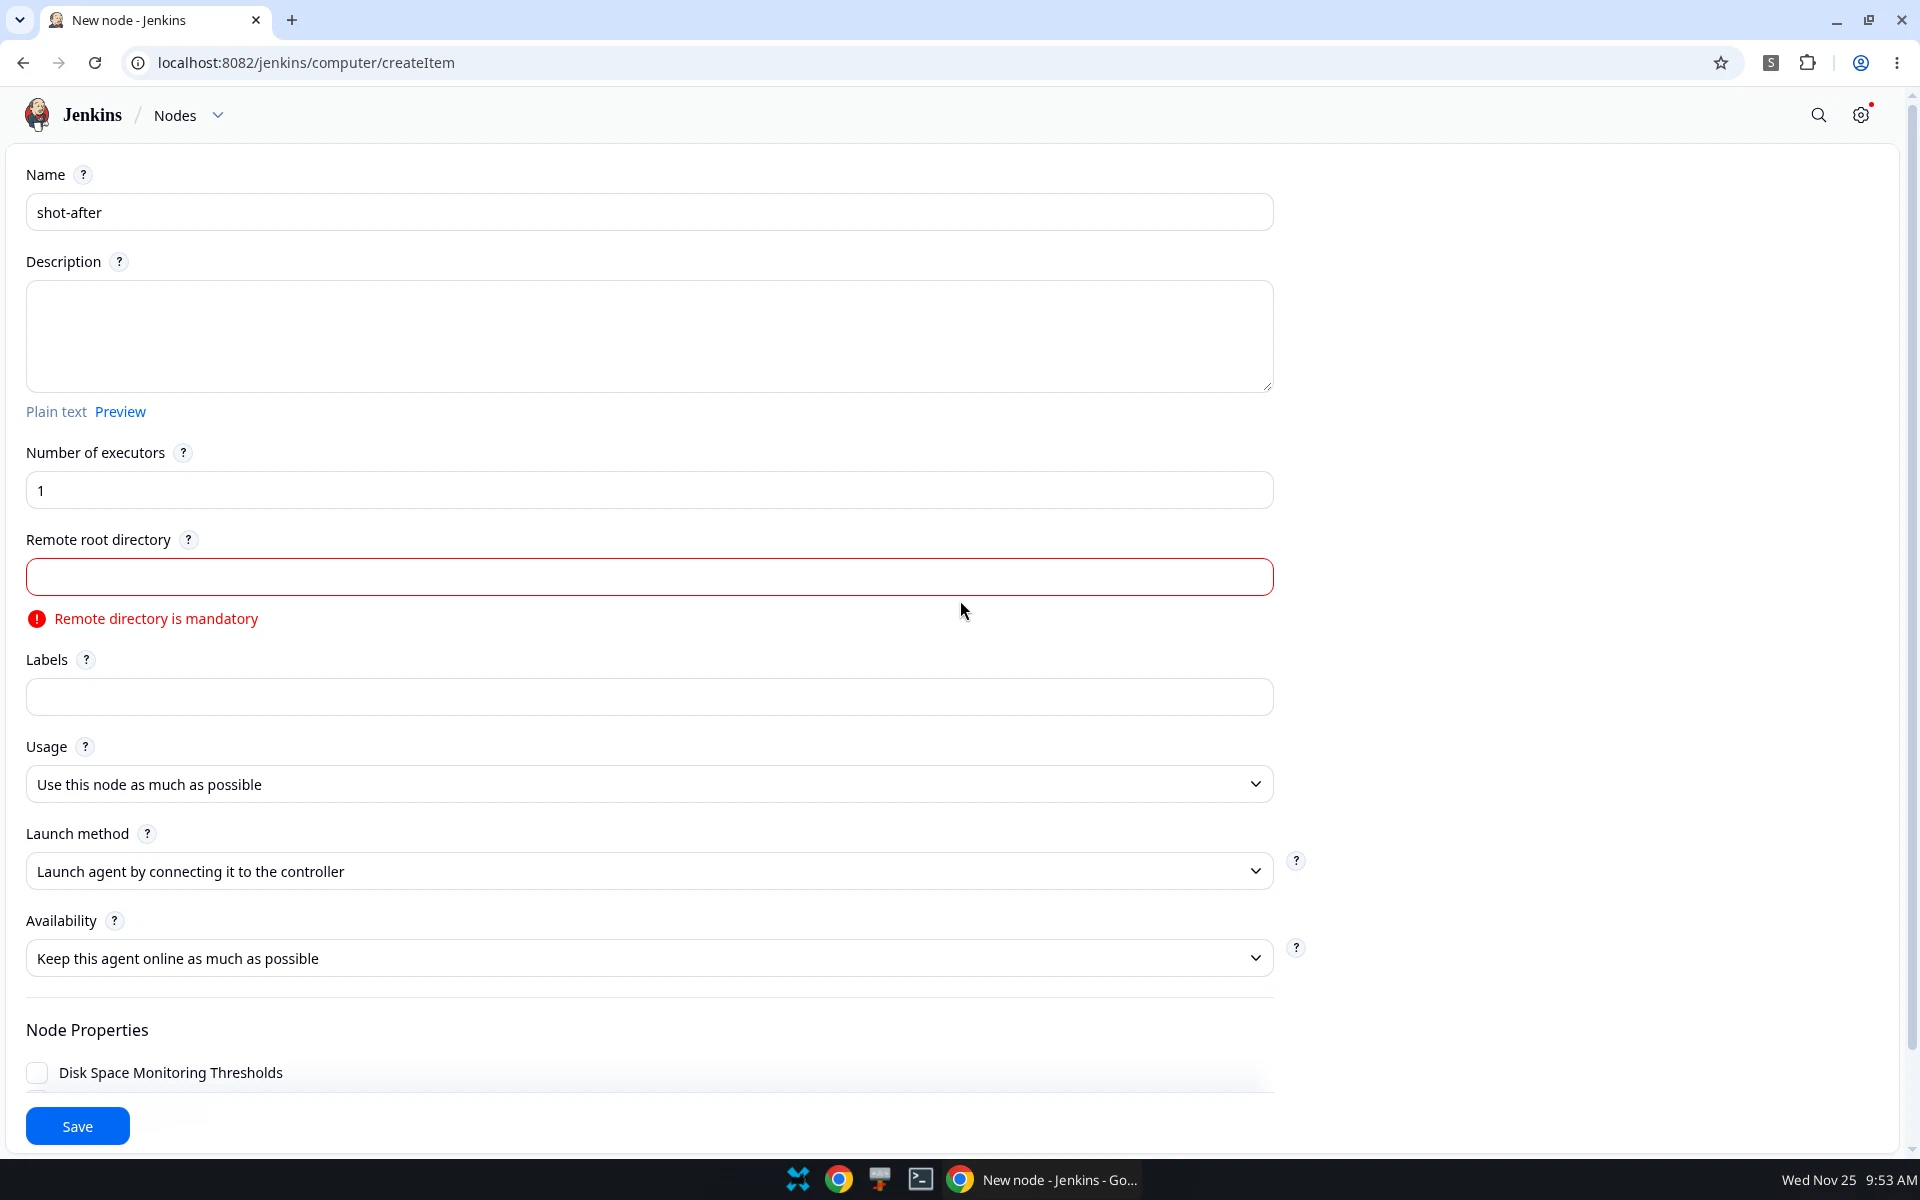 New node - Jenkins
localhost:8082/jenkins/computer/createItem
S
Jenkins / Nodes
Name ?
shot-after
Description ?
Plain text Preview
Number of executors ?
1
Remote root directory ?
! Remote directory is mandatory
Labels ?
Usage ?
Use this node as much as possible
Launch method ?
Launch agent by connecting it to the controller
?
Availability ?
Keep this agent online as much as possible
?
Node Properties
Disk Space Monitoring Thresholds
Save
New node - Jenkins - Go...
Wed Nov 25 9:53 AM